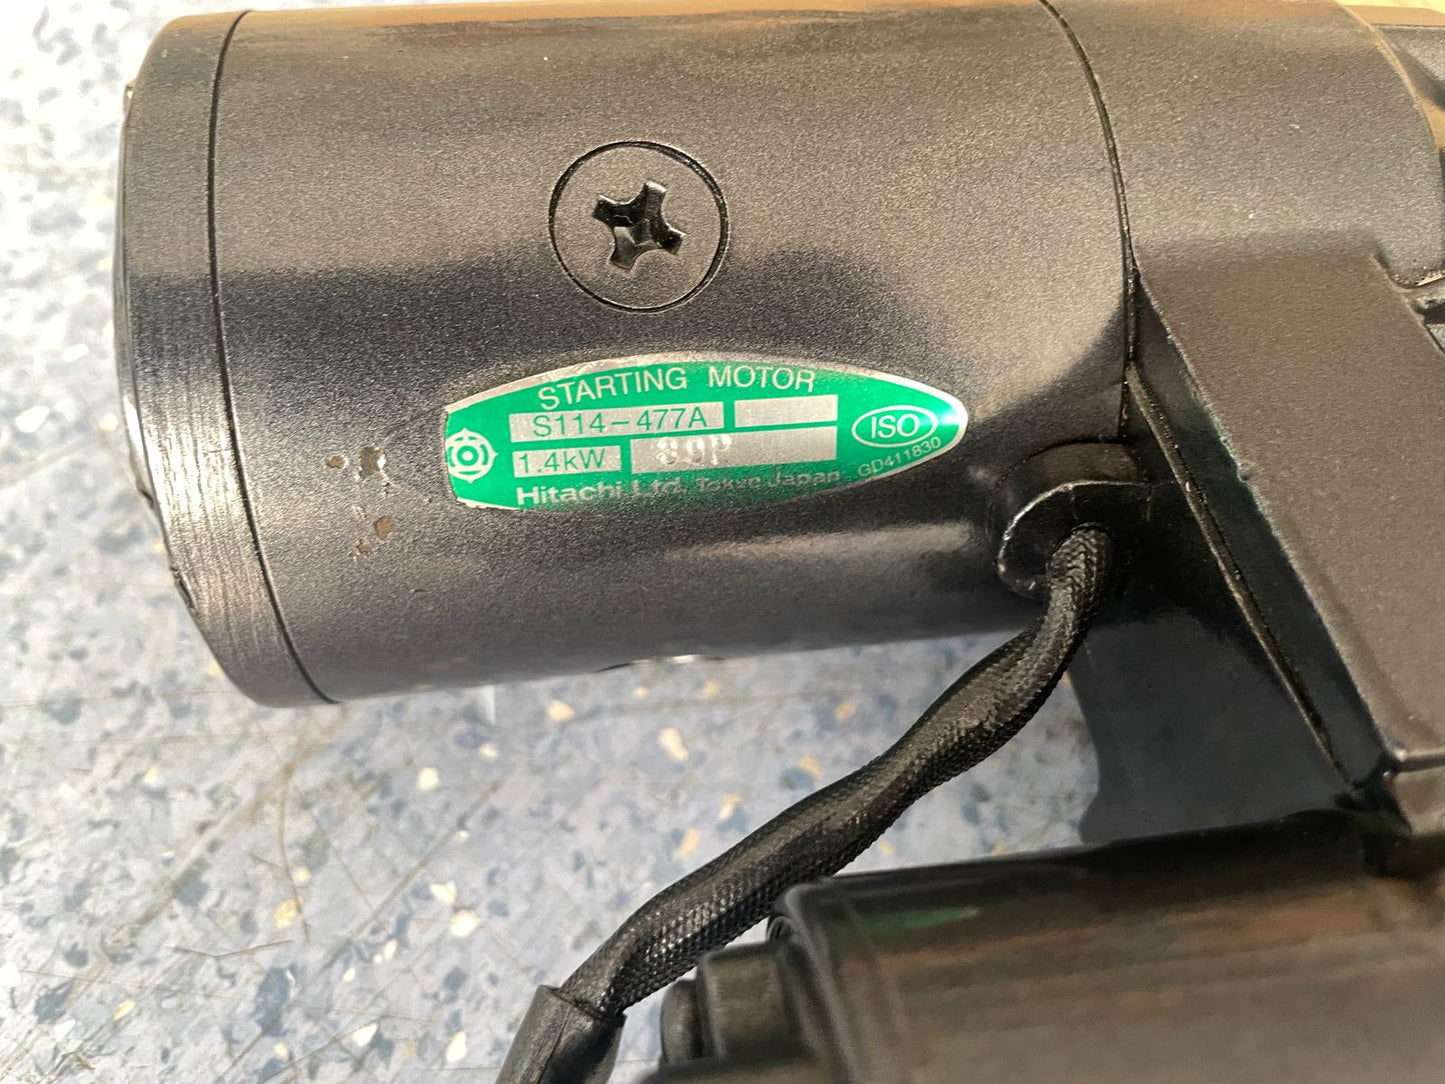 STARTING MOTOR
S114-477A
1.4kW 89P
ISO
GD411830
Hitachi, Ltd. Tokyo Japan